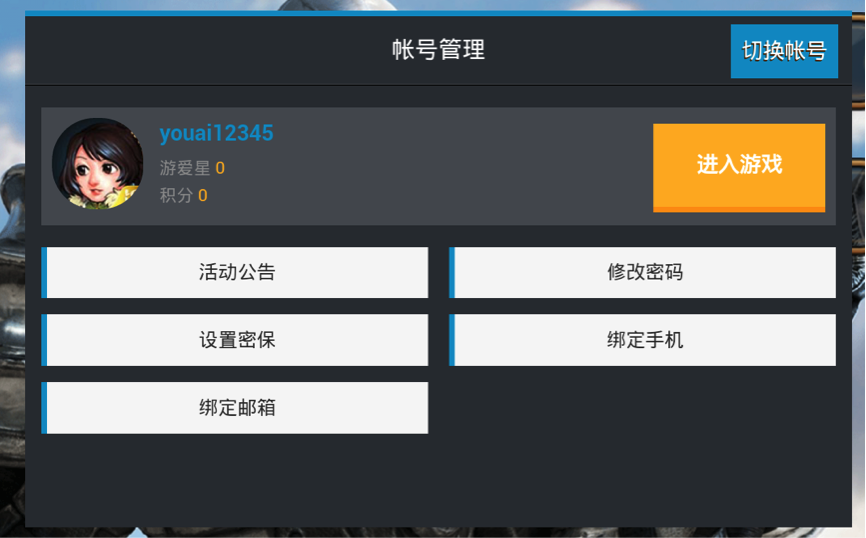 帐号管理
切换帐号
youai12345
游爱星 0
积分 0
进入游戏
活动公告
修改密码
设置密保
绑定手机
绑定邮箱